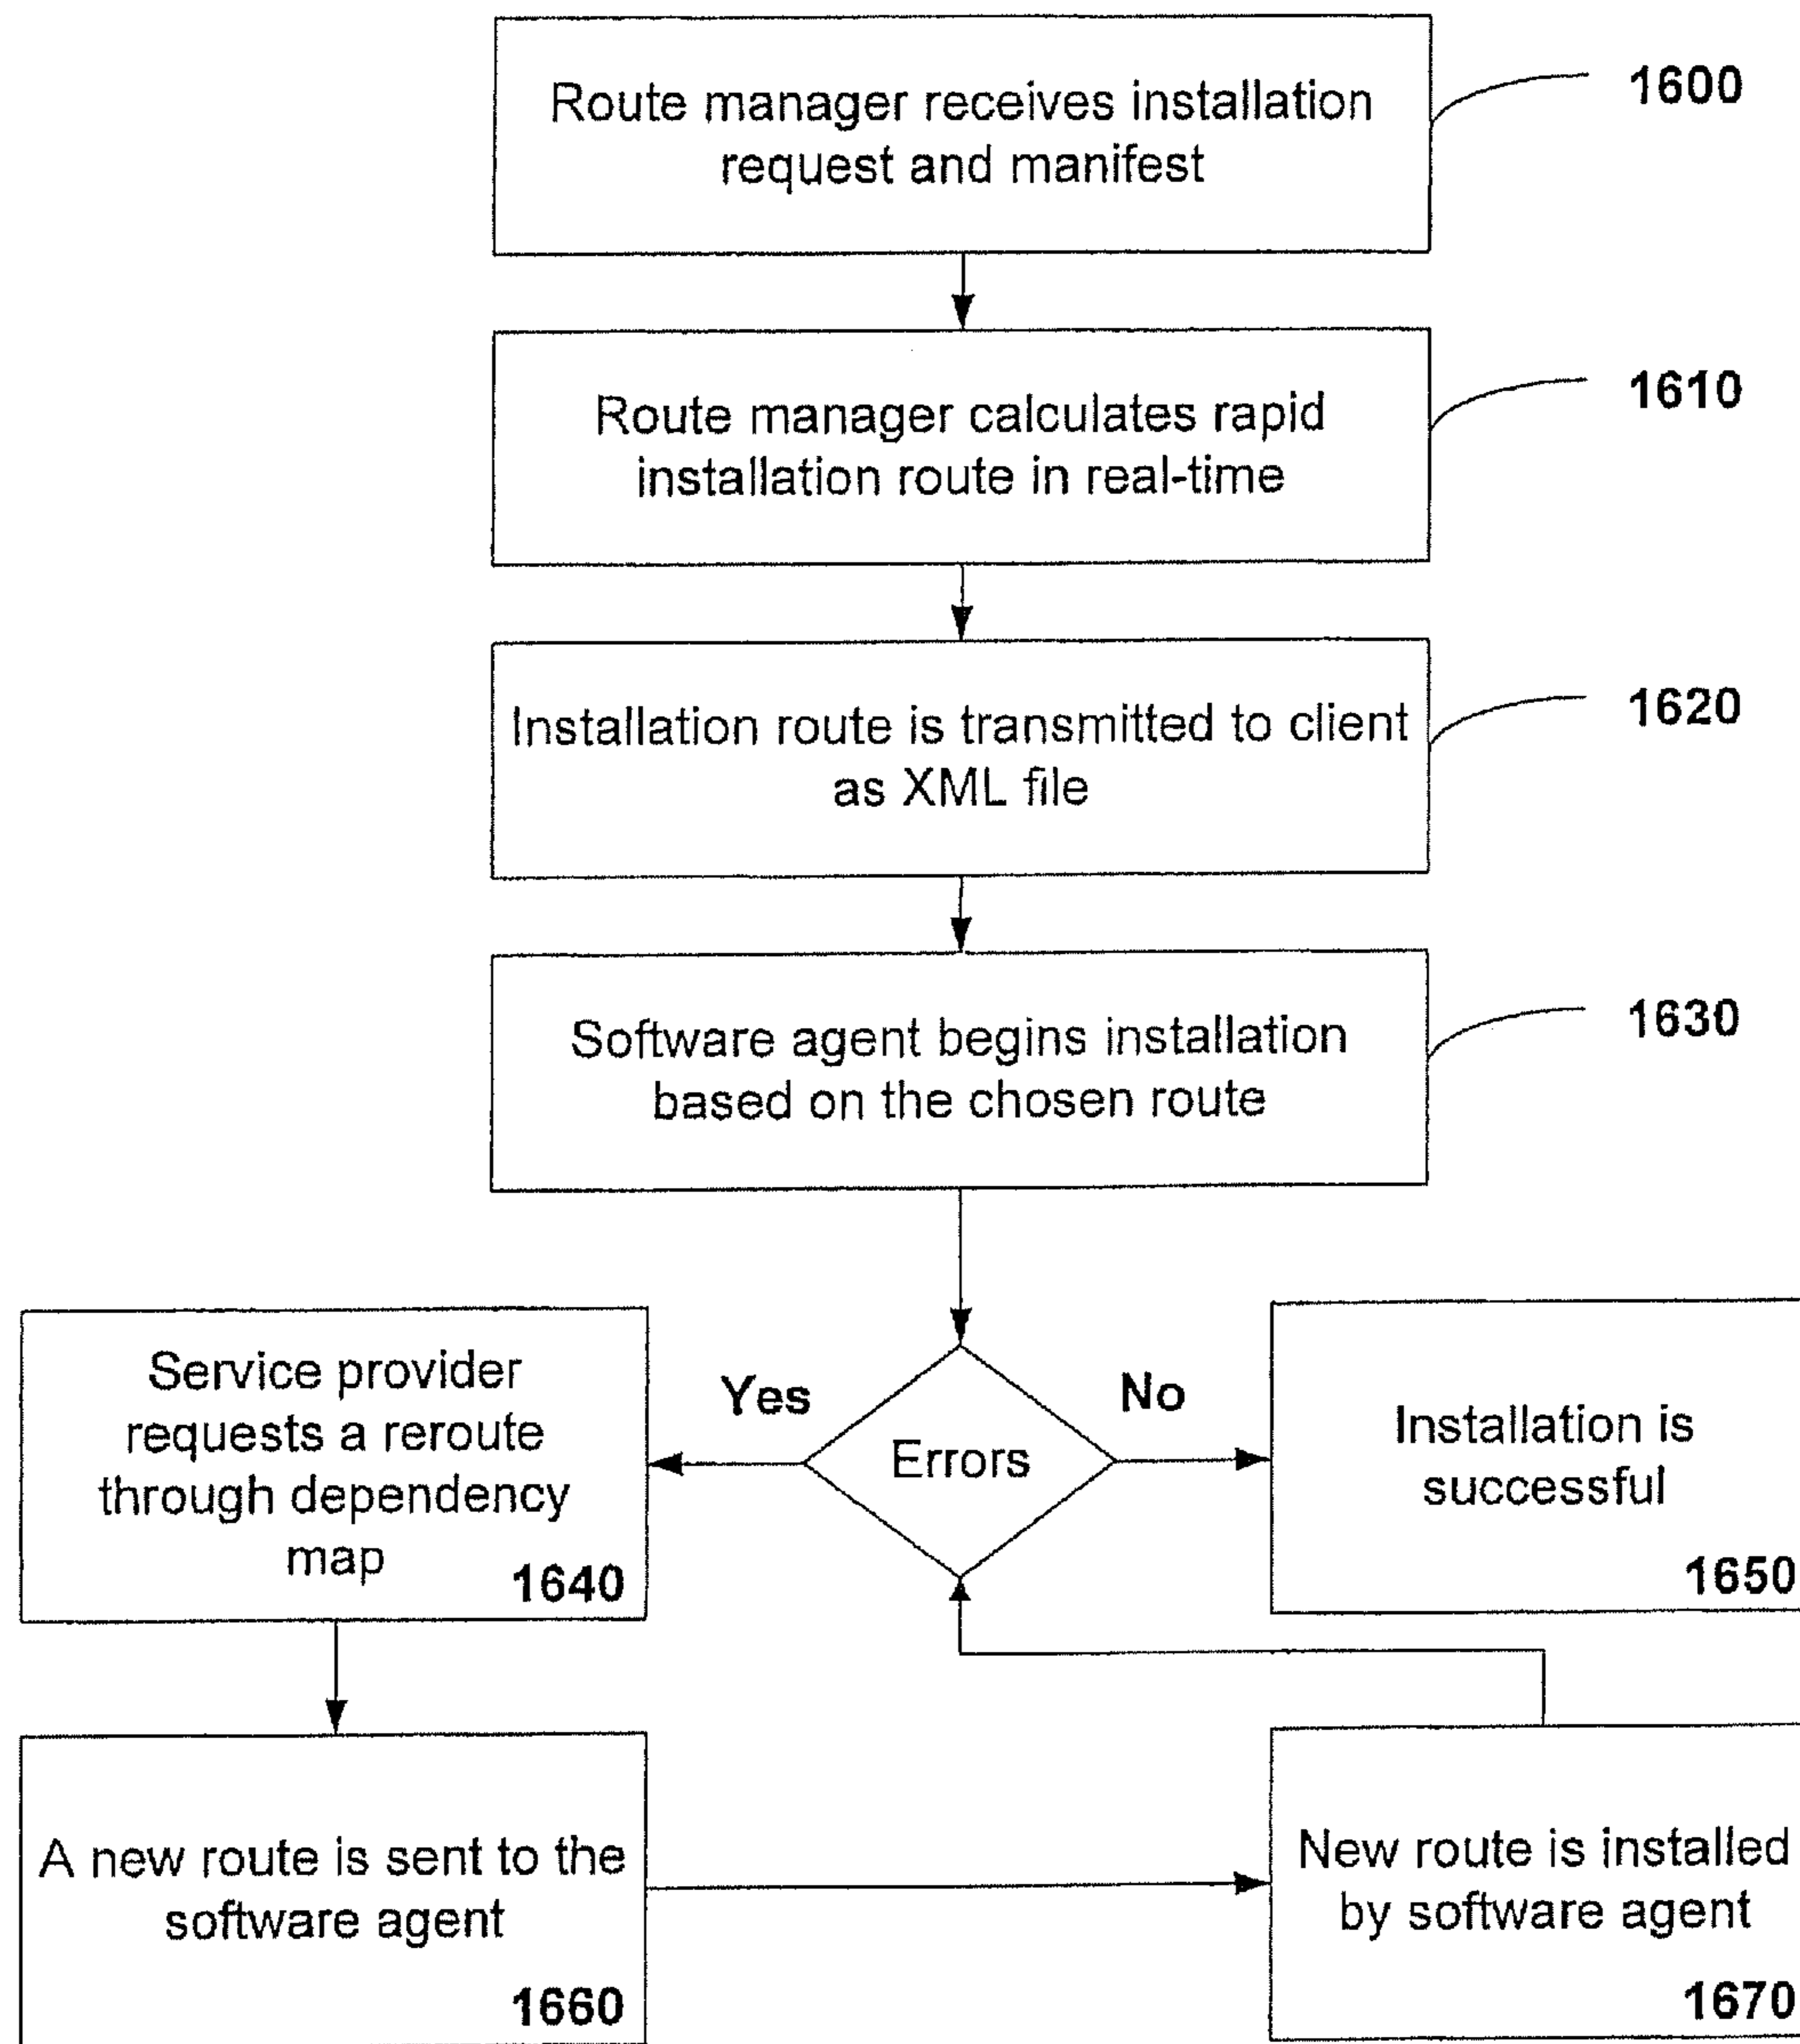 Route manager receives installation
request and manifest
1600
Route manager calculates rapid
installation route in real-time
1610
Installation route is transmitted to client
as XML file
1620
Software agent begins installation
based on the chosen route
1630
Service provider
requests a reroute
through dependency
map
1640
Yes
Errors
No
Installation is
successful
1650
A new route is sent to the
software agent
1660
New route is installed
by software agent
1670